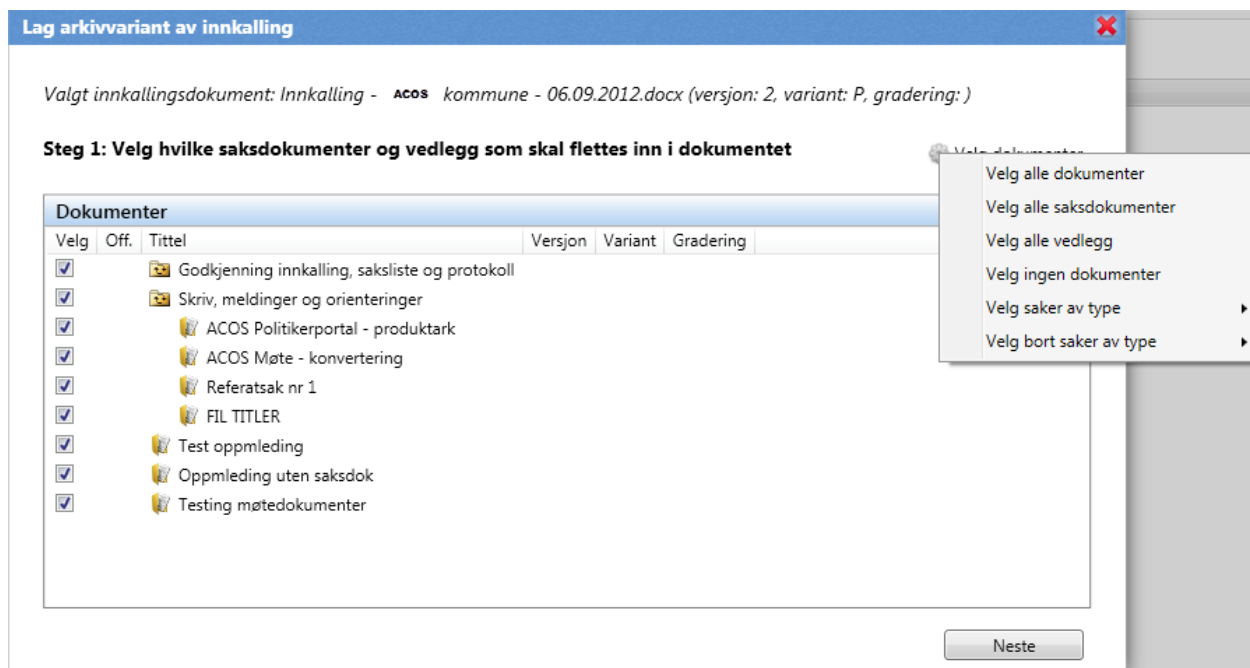 Lag arkivvariant av innkalling
Valgt innkallingsdokument: Innkalling - ACOS kommune - 06.09.2012.docx (versjon: 2, variant: P, gradering: )
Steg 1: Velg hvilke saksdokumenter og vedlegg som skal flettes inn i dokumentet
Velg dokumenter
Velg alle dokumenter
Velg alle saksdokumenter
Velg alle vedlegg
Velg ingen dokumenter
Velg saker av type
Velg bort saker av type
Dokumenter
Velg Off. Tittel Versjon Variant Gradering
Godkjenning innkalling, saksliste og protokoll
Skriv, meldinger og orienteringer
ACOS Politikerportal - produktark
ACOS Møte - konvertering
Referatsak nr 1
FIL TITLER
Test oppmleding
Oppmleding uten saksdok
Testing møtedokumenter
Neste